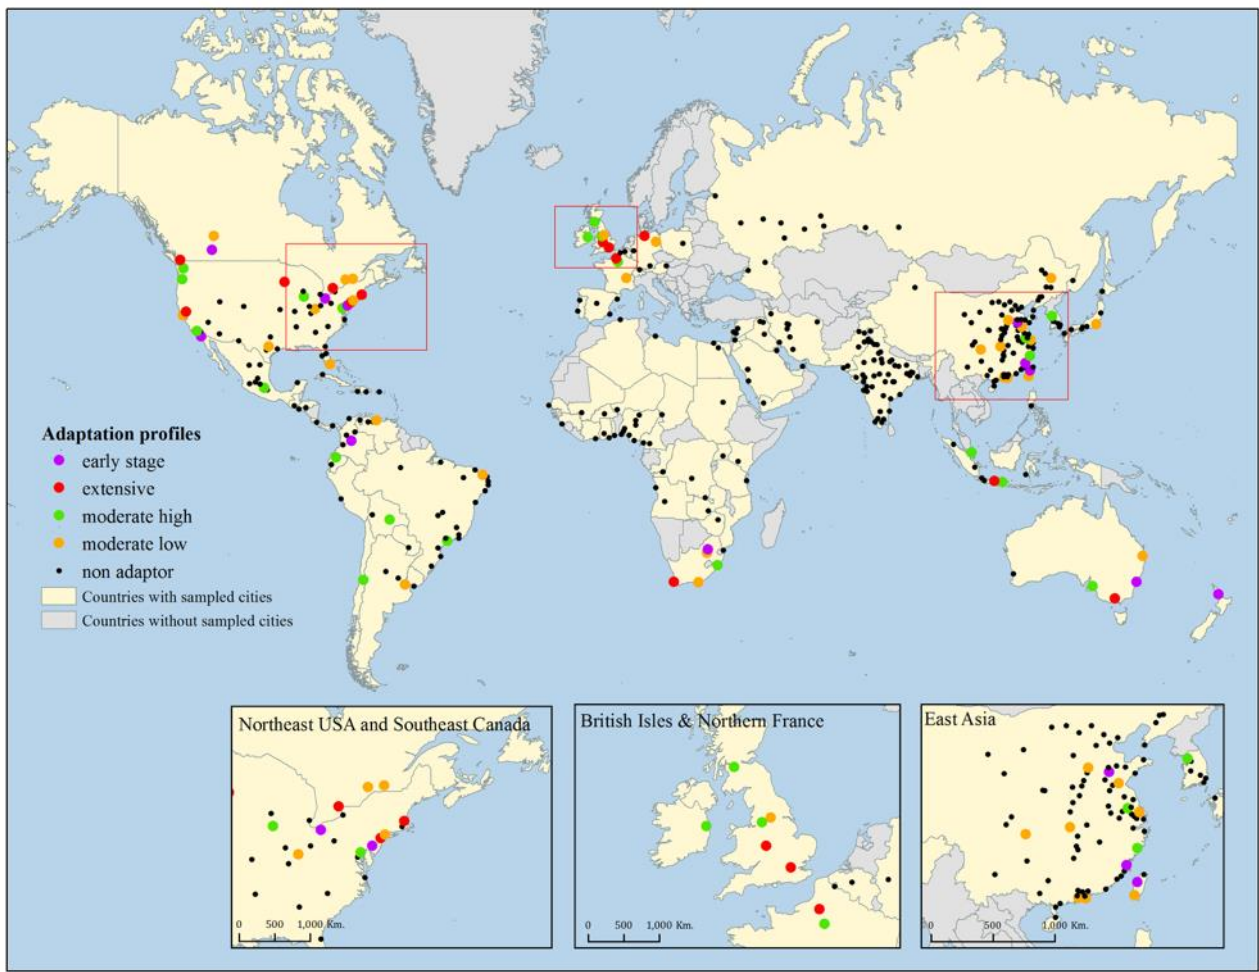 Adaptation profiles
early stage
extensive
moderate high
moderate low
non adaptor
Countries with sampled cities
Countries without sampled cities
Northeast USA and Southeast Canada
0 500 1,000 Km.
British Isles & Northern France
0 500 1,000 Km.
East Asia
0 500 1,000 Km.